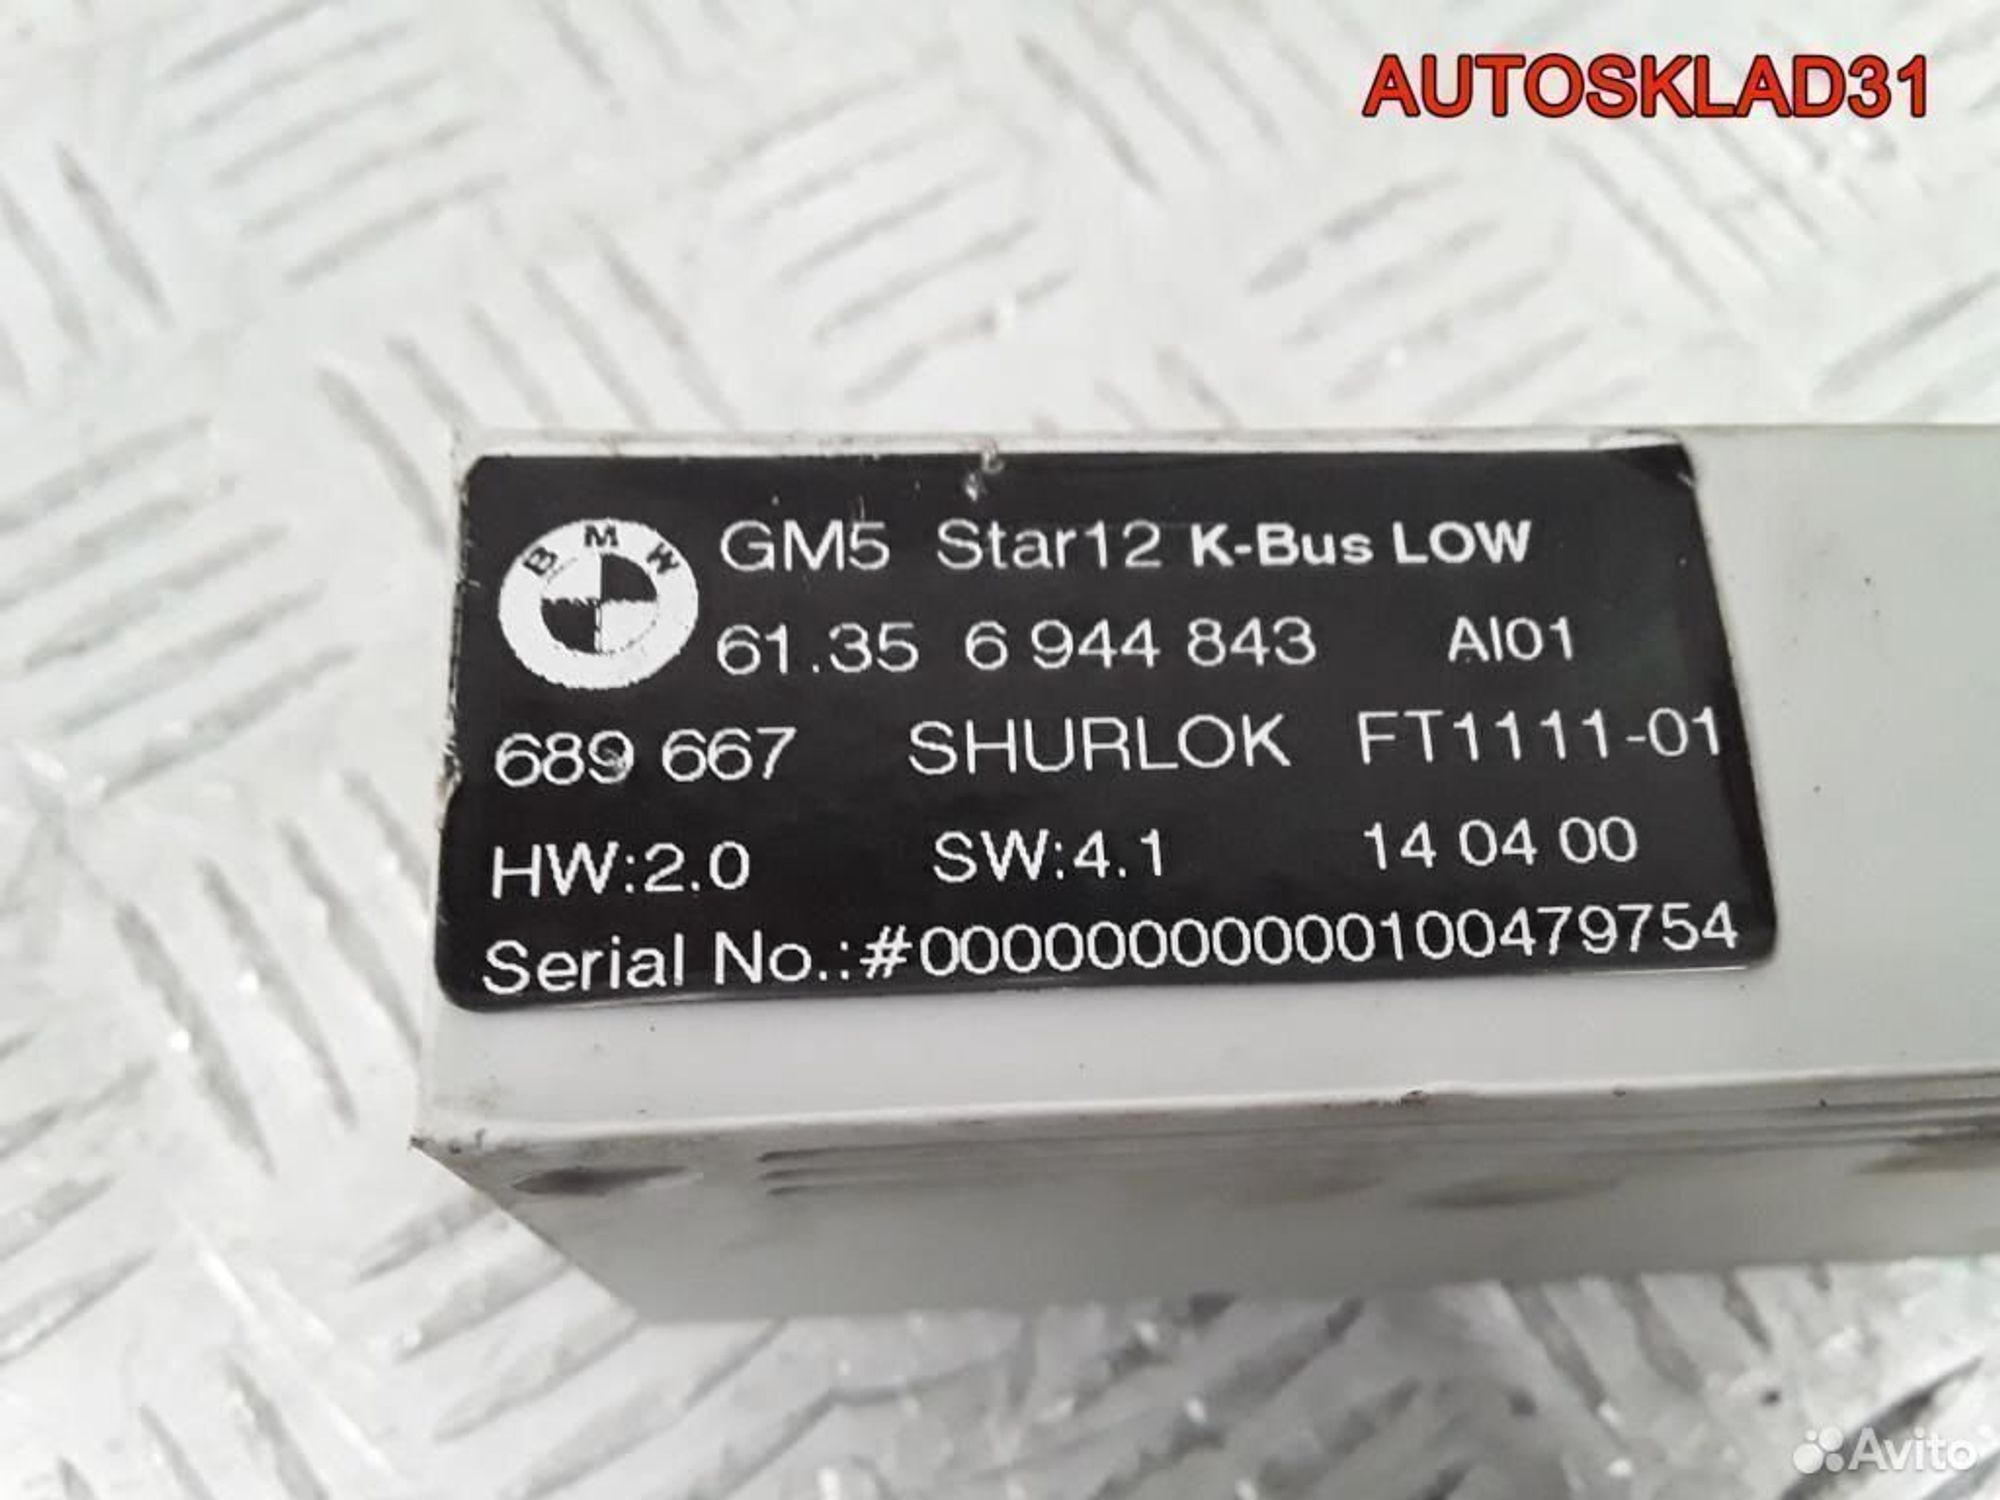 AUTOSKLAD31
BMW
GM5 Star12 K-Bus LOW
61.35 6 944 843 AI01
689 667 SHURLOK FT1111-01
HW:2.0 SW:4.1 14 04 00
Serial No.:#000000000000100479754
Avito